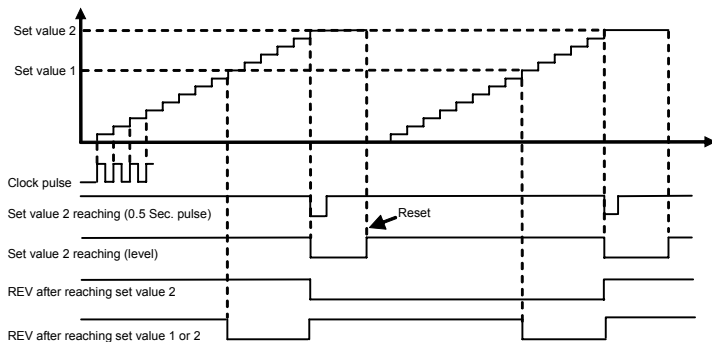 Set value 2
Set value 1
Clock pulse
Set value 2 reaching (0.5 Sec. pulse)
Reset
Set value 2 reaching (level)
REV after reaching set value 2
REV after reaching set value 1 or 2